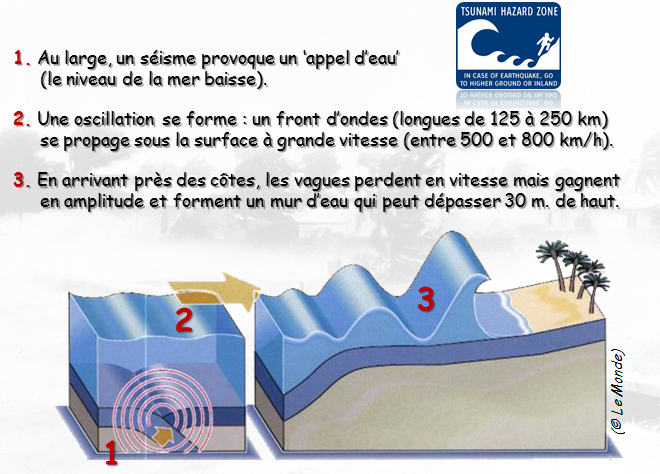 TSUNAMI HAZARD ZONE
IN CASE OF EARTHQUAKE, GO
TO HIGHER GROUND OR INLAND
1. Au large, un séisme provoque un ‘appel d’eau’
(le niveau de la mer baisse).
2. Une oscillation se forme : un front d’ondes (longues de 125 à 250 km)
se propage sous la surface à grande vitesse (entre 500 et 800 km/h).
3. En arrivant près des côtes, les vagues perdent en vitesse mais gagnent
en amplitude et forment un mur d’eau qui peut dépasser 30 m. de haut.
2
3
1
(© Le Monde)